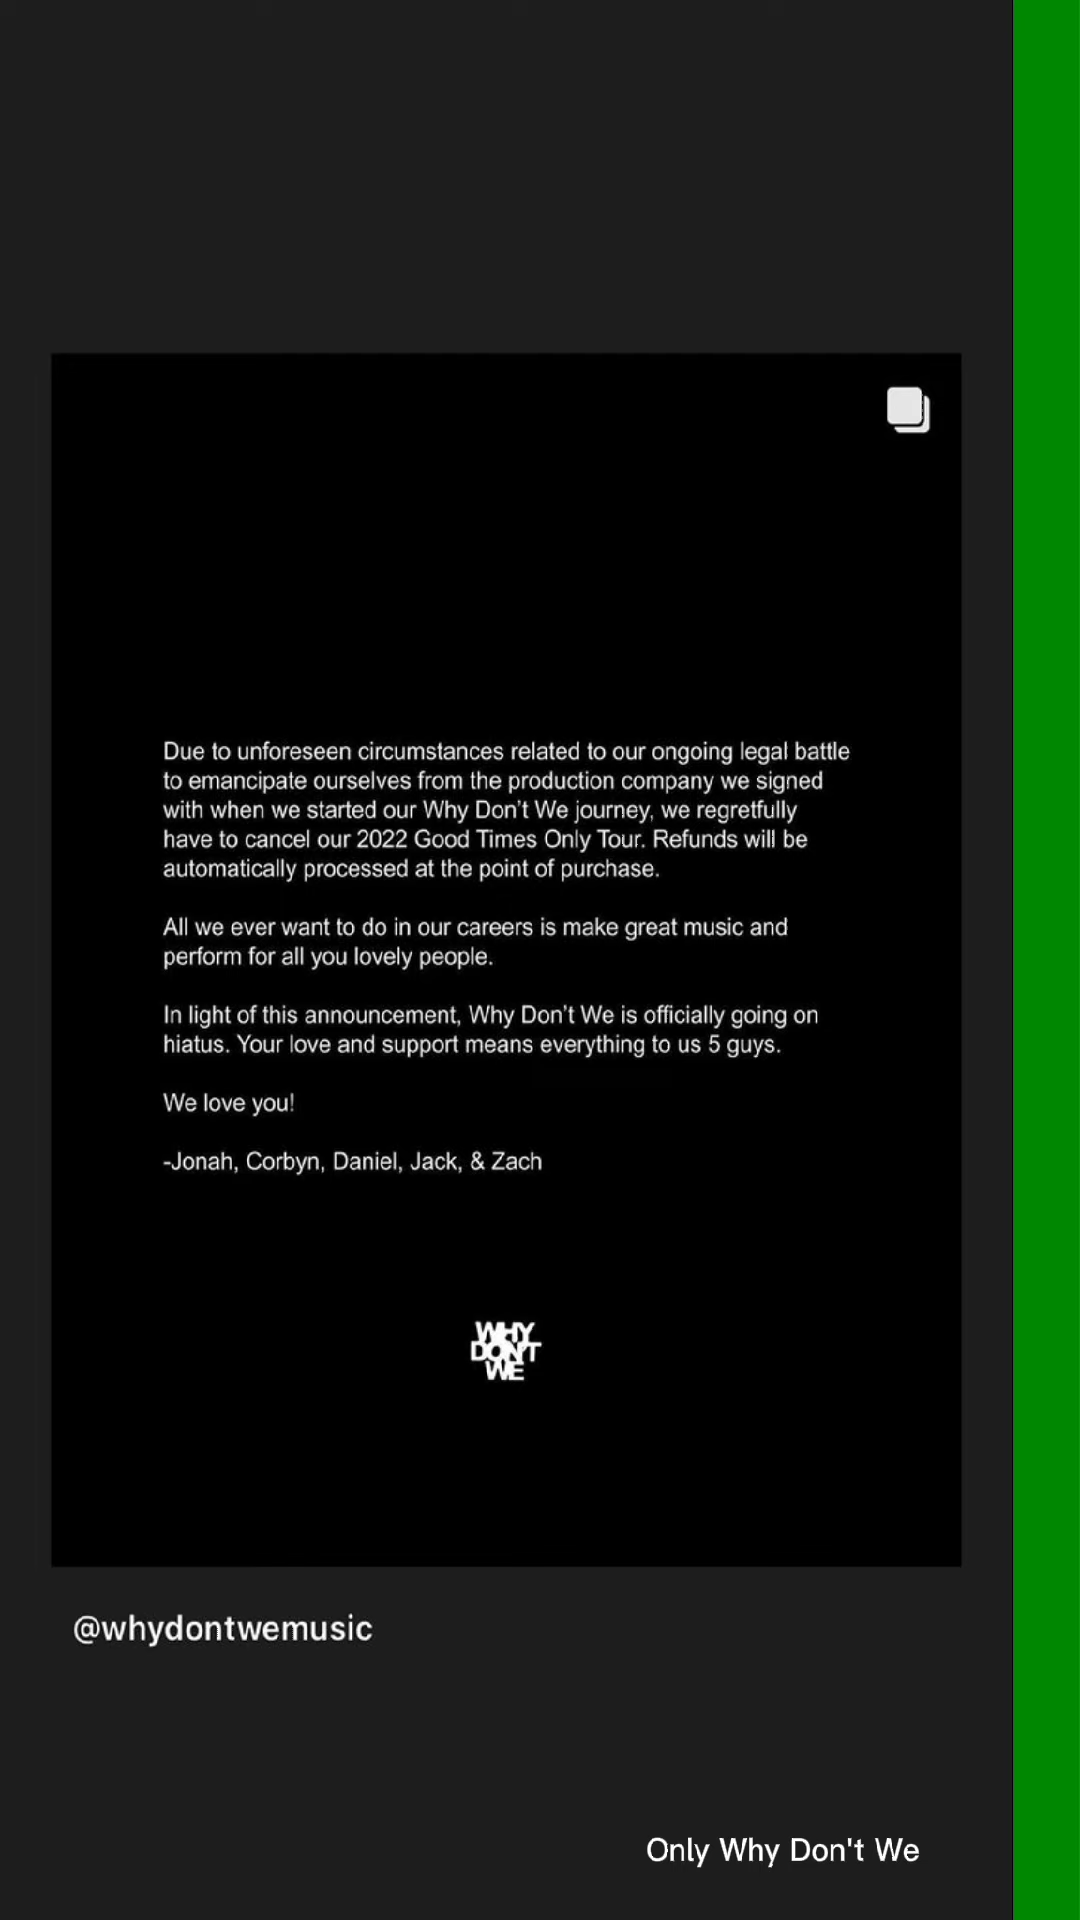 Due to unforeseen circumstances related to our ongoing legal battle
to emancipate ourselves from the production company we signed
with when we started our Why Don't We journey, we regretfully
have to cancel our 2022 Good Times Only Tour. Refunds will be
automatically processed at the point of purchase.
All we ever want to do in our careers is make great music and
perform for all you lovely people.
In light of this announcement, Why Don't We is officially going on
hiatus. Your love and support means everything to us 5 guys.
We love you!
-Jonah, Corbyn, Daniel, Jack, & Zach
WHY
DON'T
WE
@whydontwemusic
Only Why Don't We